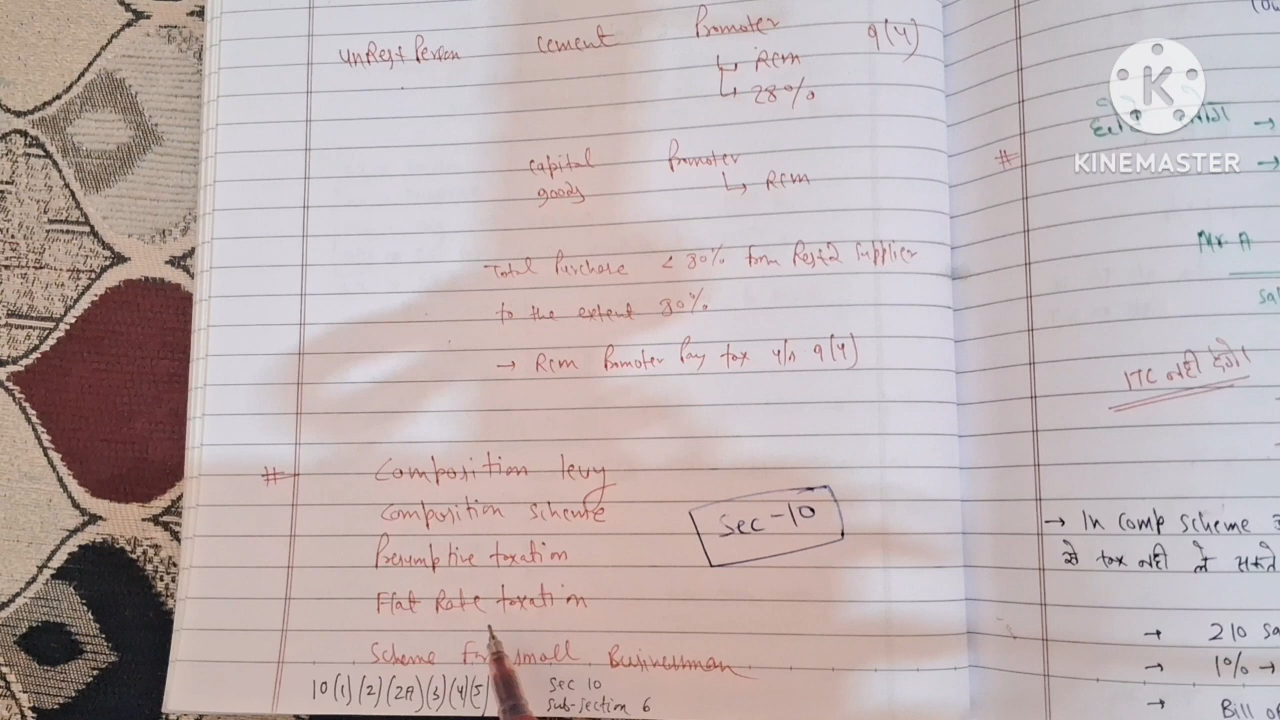 UnRegt Person cement Promoter 9(4)
↳ RCM
↳ 28%
capital Promoter
goods ↳ RCM
Total Purchase < 80% from Regt2 Supplier
to the extent 80%
→ RCM Promoter Pay tax u/s 9(4)
# Composition levy
Composition scheme
Sec-10
Presumptive taxation
Flat Rate taxation
Scheme For small Businessman
10(1)(2)(2A)(3)(4)(5)
Sec 10
Sub-section 6
K
KINEMASTER
→
# →
Mr A
ITC नहीं देंगे
→ In comp scheme
से tax नहीं ले सकते
→ 210
→ 1% →
→ Bill